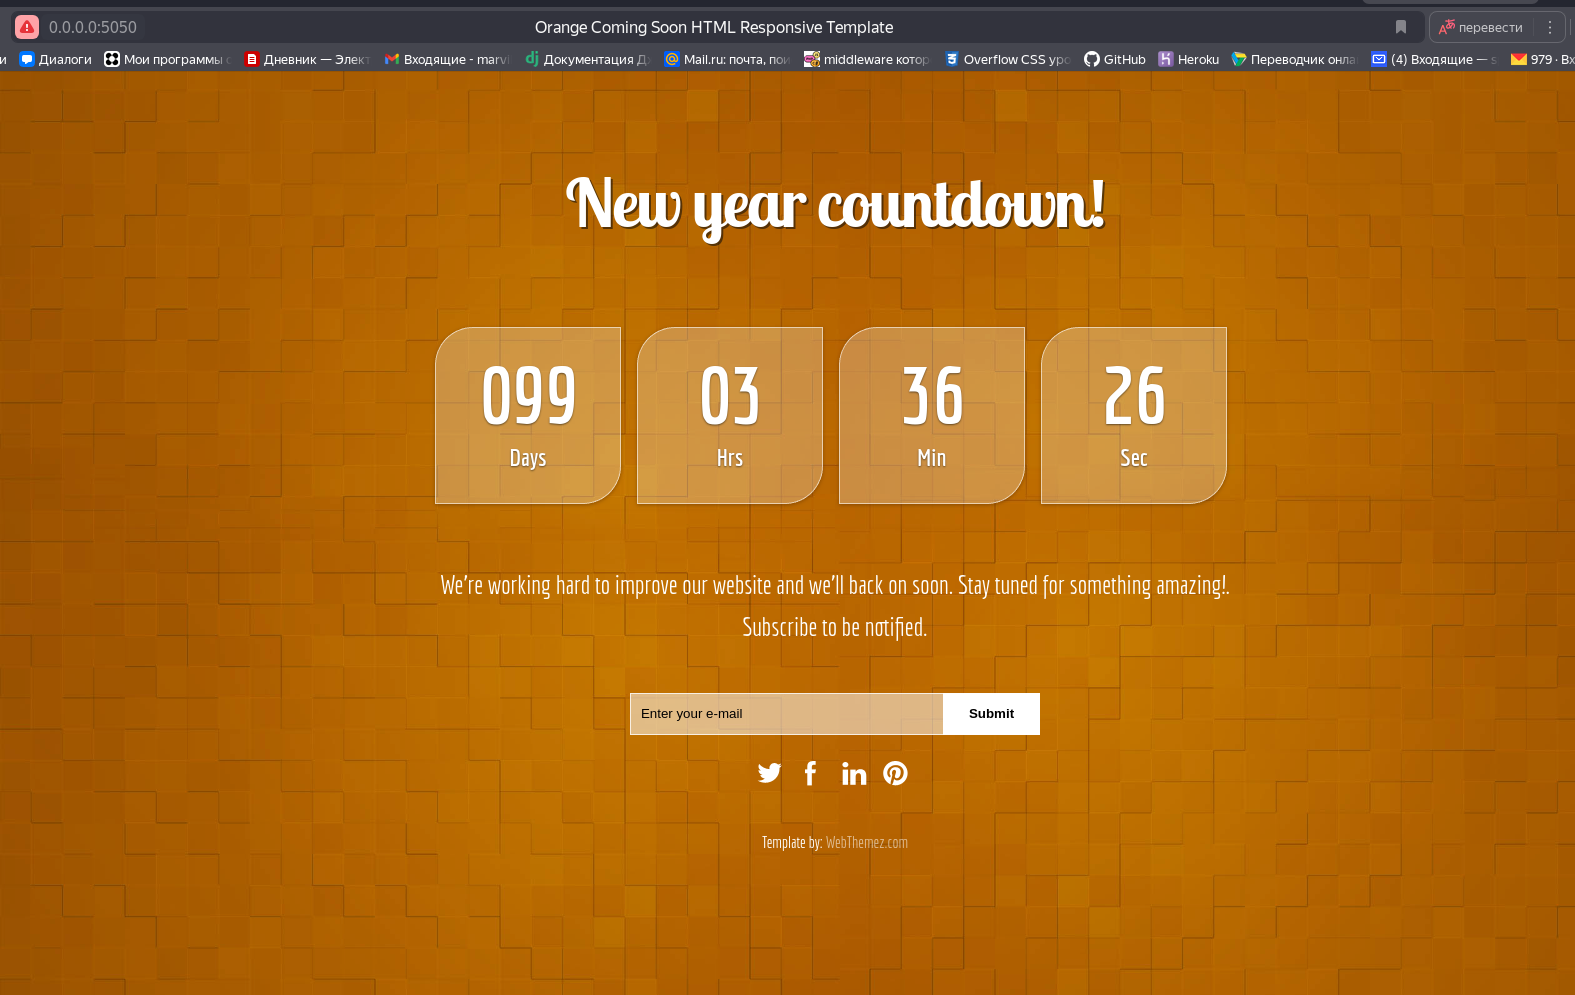 0.0.0.0:5050 Orange Coming Soon HTML Responsive Template перевести
и Диалоги Мои программы Дневник — Элект Входящие - marv Документация Mail.ru: почта, пои middleware котор Overflow CSS уро GitHub Heroku Переводчик онла (4) Входящие — 979 · Вх
New year countdown!
099 03 36 26
Days Hrs Min Sec
We're working hard to improve our website and we'll back on soon. Stay tuned for something amazing!.
Subscribe to be notified.
Enter your e-mail Submit
Template by: WebThemez.com